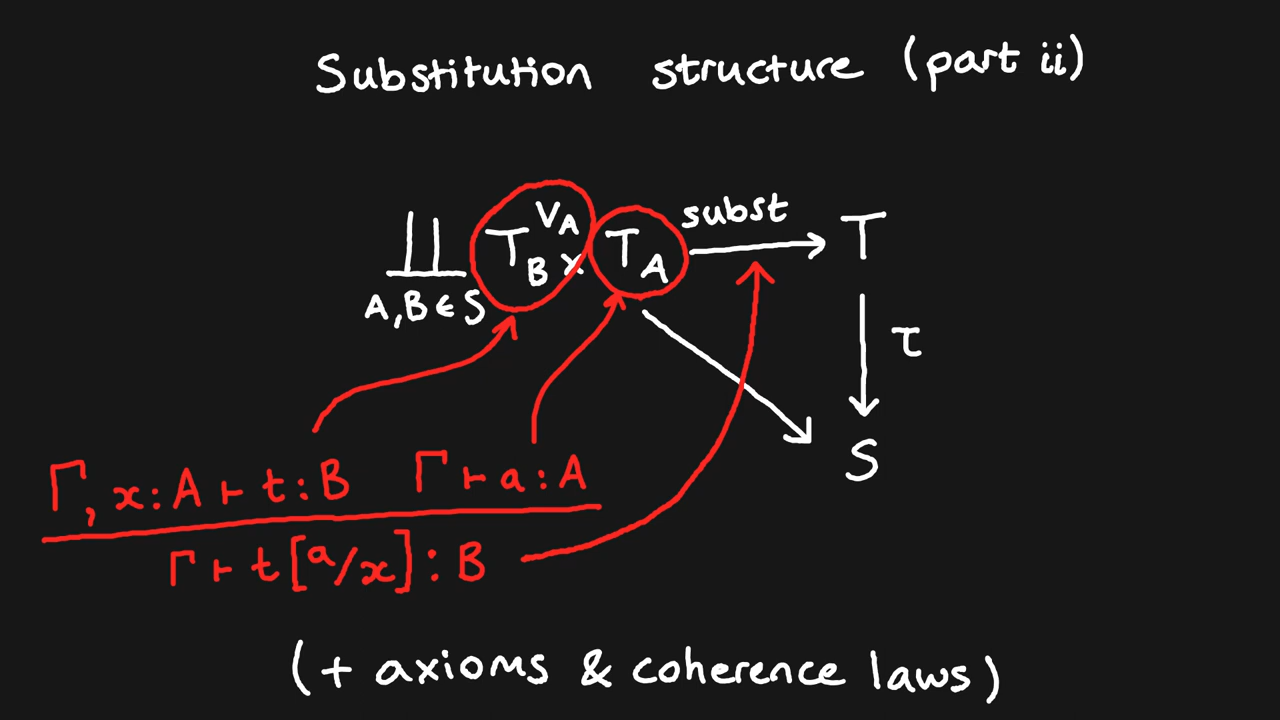 Substitution structure (part ii)
∐ A,B∈S T_B^{V_A} × T_A subst T
τ
S
Γ, x:A ⊢ t:B Γ ⊢ a:A
Γ ⊢ t[a/x]:B
(+ axioms & coherence laws)